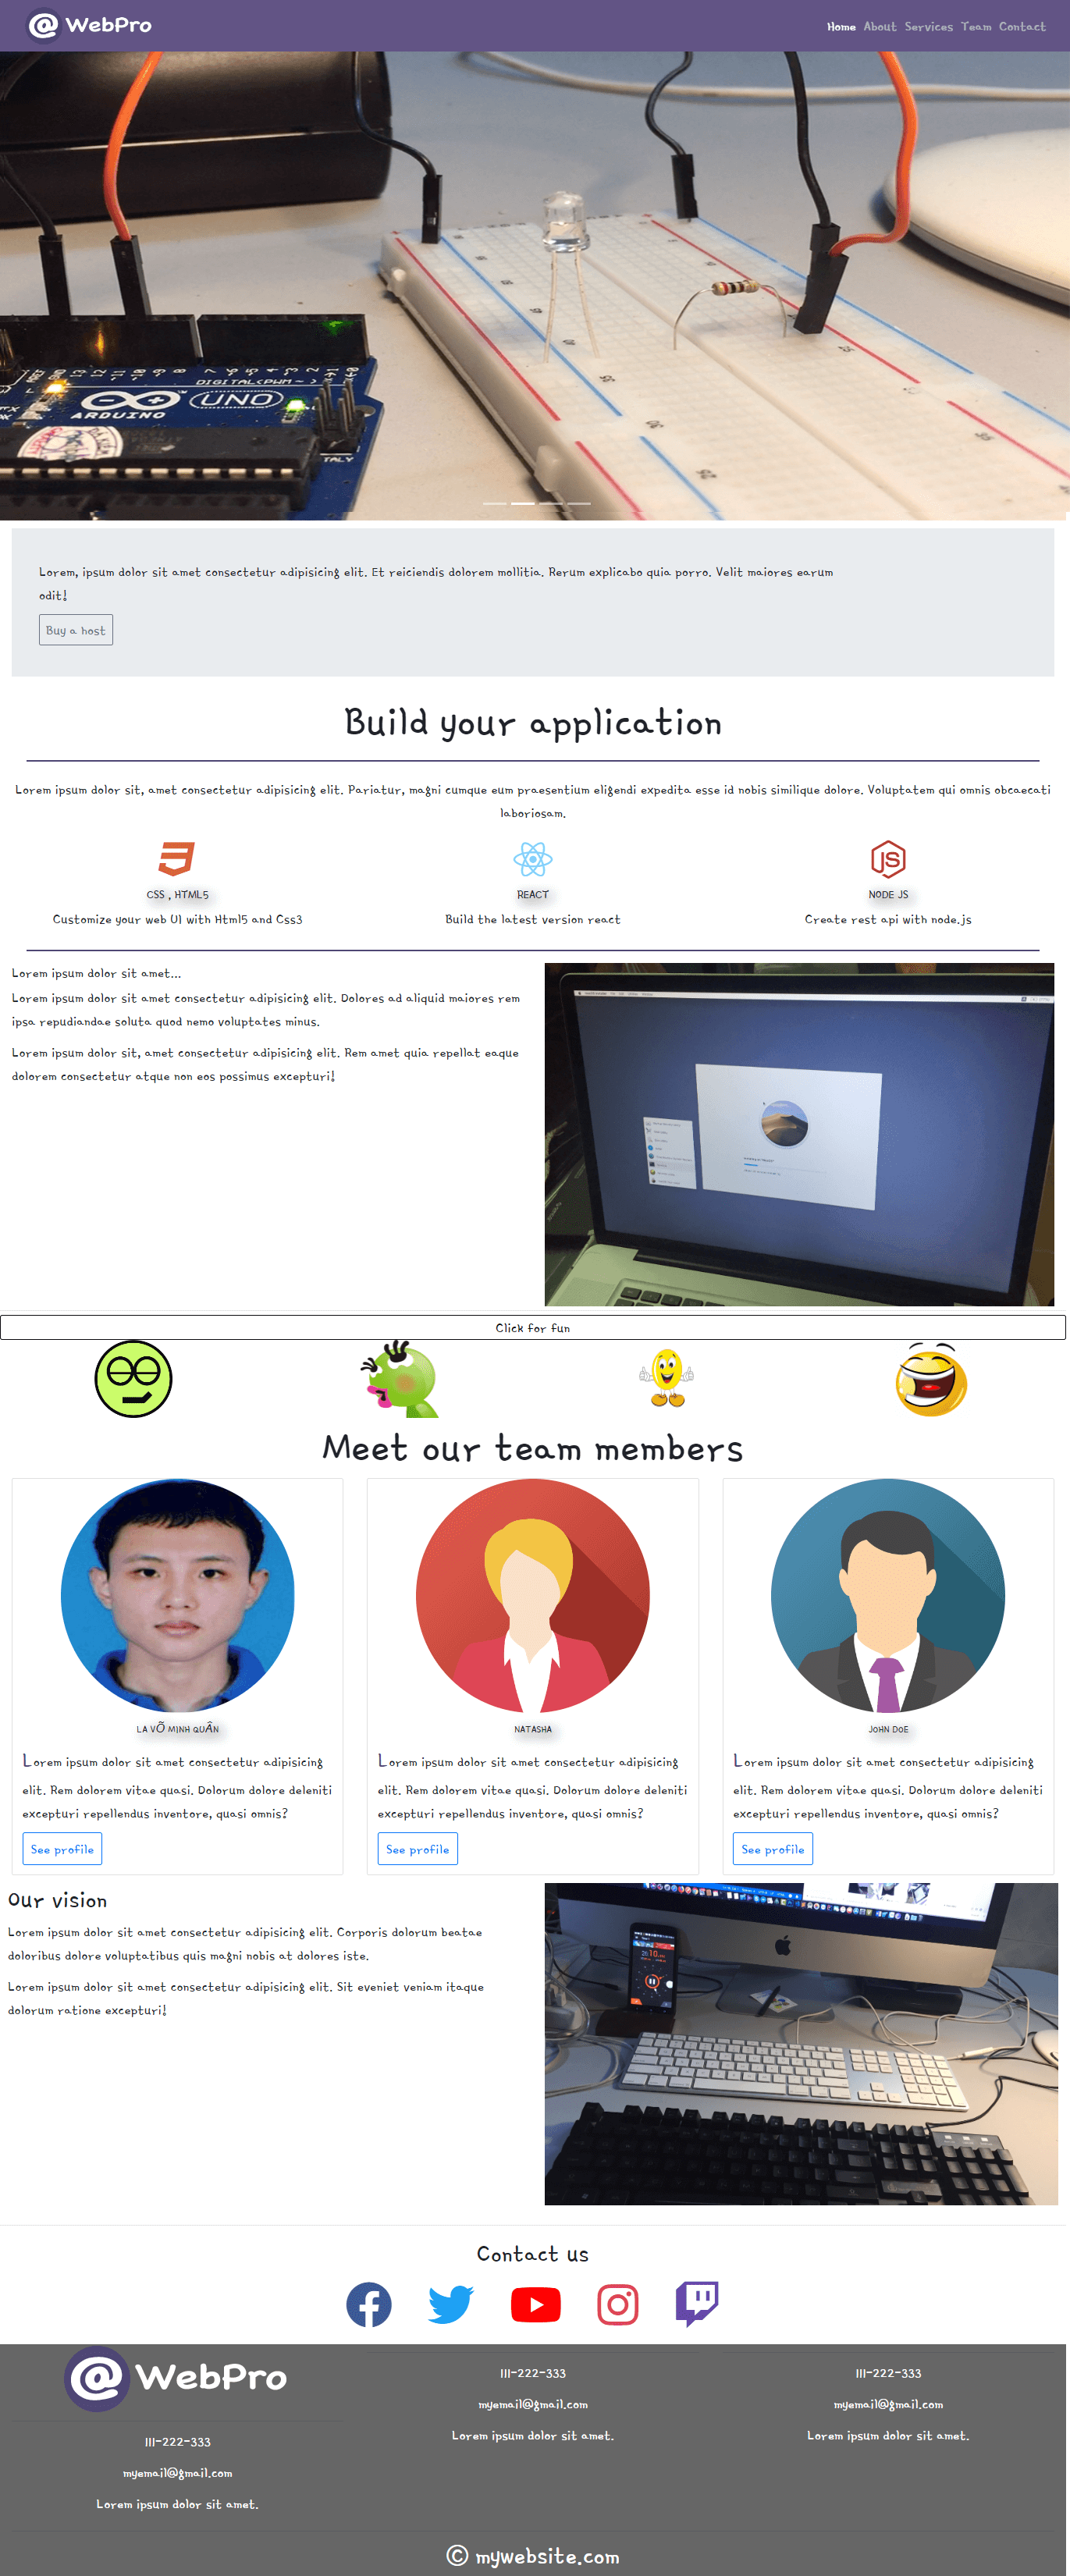 @ WebPro
Home About Services Team Contact
DIGITAL(PWM~)
UNO
ARDUINO
ITALY
Lorem, ipsum dolor sit amet consectetur adipisicing elit. Et reiciendis dolorem mollitia. Rerum explicabo quia porro. Velit maiores earum
odit!
Buy a host
Build your application
Lorem ipsum dolor sit, amet consectetur adipisicing elit. Pariatur, magni cumque eum praesentium eligendi expedita esse id nobis similique dolore. Voluptatem qui omnis obcaecati
laboriosam.
CSS , HTML5
Customize your web UI with Html5 and Css3
REACT
Build the latest version react
JS
NODE JS
Create rest api with node.js
Lorem ipsum dolor sit amet...
Lorem ipsum dolor sit amet consectetur adipisicing elit. Dolores ad aliquid maiores rem
ipsa repudiandae soluta quod nemo voluptates minus.
Lorem ipsum dolor sit, amet consectetur adipisicing elit. Rem amet quia repellat eaque
dolorem consectetur atque non eos possimus excepturi!
Click for fun
Meet our team members
LA VÕ MINH QUÂN
Lorem ipsum dolor sit amet consectetur adipisicing
elit. Rem dolorem vitae quasi. Dolorum dolore deleniti
excepturi repellendus inventore, quasi omnis?
See profile
NATASHA
Lorem ipsum dolor sit amet consectetur adipisicing
elit. Rem dolorem vitae quasi. Dolorum dolore deleniti
excepturi repellendus inventore, quasi omnis?
See profile
JOHN DOE
Lorem ipsum dolor sit amet consectetur adipisicing
elit. Rem dolorem vitae quasi. Dolorum dolore deleniti
excepturi repellendus inventore, quasi omnis?
See profile
Our vision
Lorem ipsum dolor sit amet consectetur adipisicing elit. Corporis dolorum beatae
doloribus dolore voluptatibus quis magni nobis at dolores iste.
Lorem ipsum dolor sit amet consectetur adipisicing elit. Sit eveniet veniam itaque
dolorum ratione excepturi!
Contact us
@ WebPro
111-222-333
myemail@gmail.com
Lorem ipsum dolor sit amet.
111-222-333
myemail@gmail.com
Lorem ipsum dolor sit amet.
111-222-333
myemail@gmail.com
Lorem ipsum dolor sit amet.
© mywebsite.com